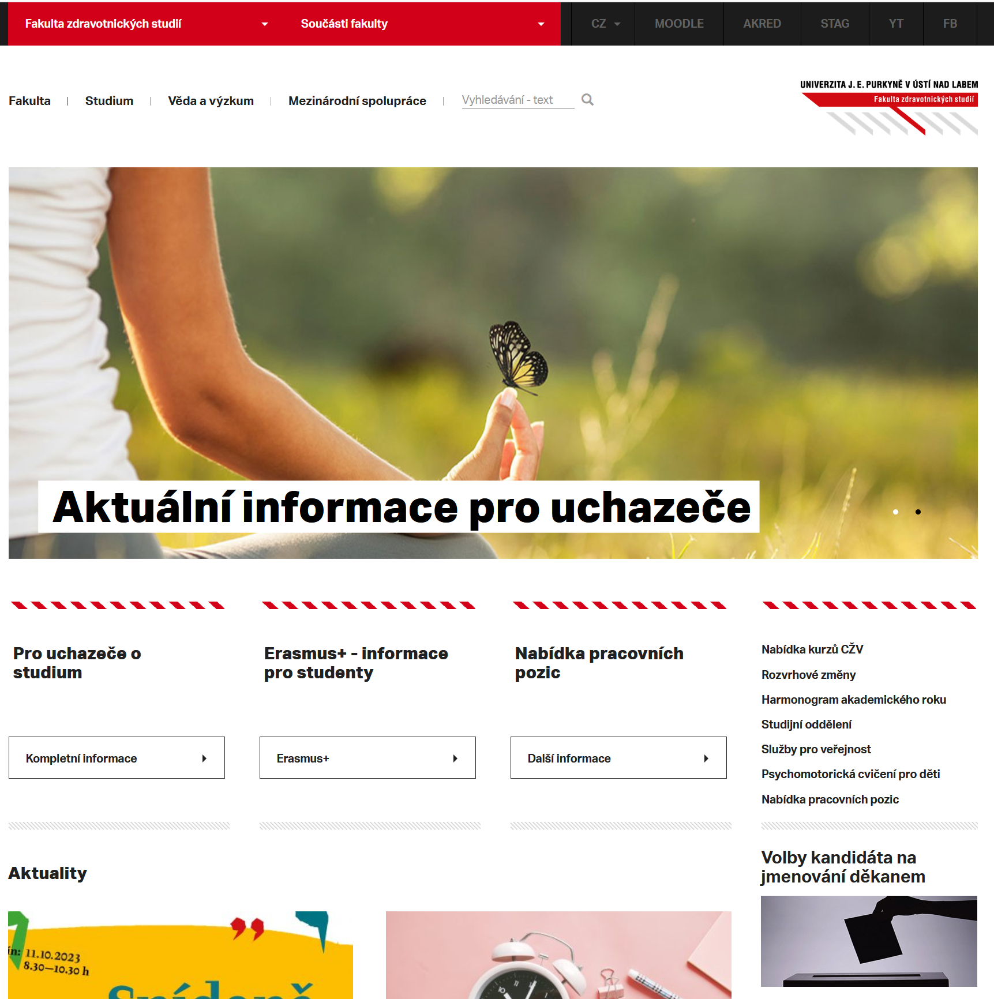 Fakulta zdravotnických studií
Součásti fakulty
CZ
MOODLE
AKRED
STAG
YT
FB
Fakulta
Studium
Věda a výzkum
Mezinárodní spolupráce
Vyhledávání - text
UNIVERZITA J. E. PURKYNĚ V ÚSTÍ NAD LABEM
Fakulta zdravotnických studií
Aktuální informace pro uchazeče
Pro uchazeče o
studium
Kompletní informace
Erasmus+ - informace
pro studenty
Erasmus+
Nabídka pracovních
pozic
Další informace
Nabídka kurzů CŽV
Rozvrhové změny
Harmonogram akademického roku
Studijní oddělení
Služby pro veřejnost
Psychomotorická cvičení pro děti
Nabídka pracovních pozic
Aktuality
11.10.2023
8.30—10.30 h
Volby kandidáta na
jmenování děkanem